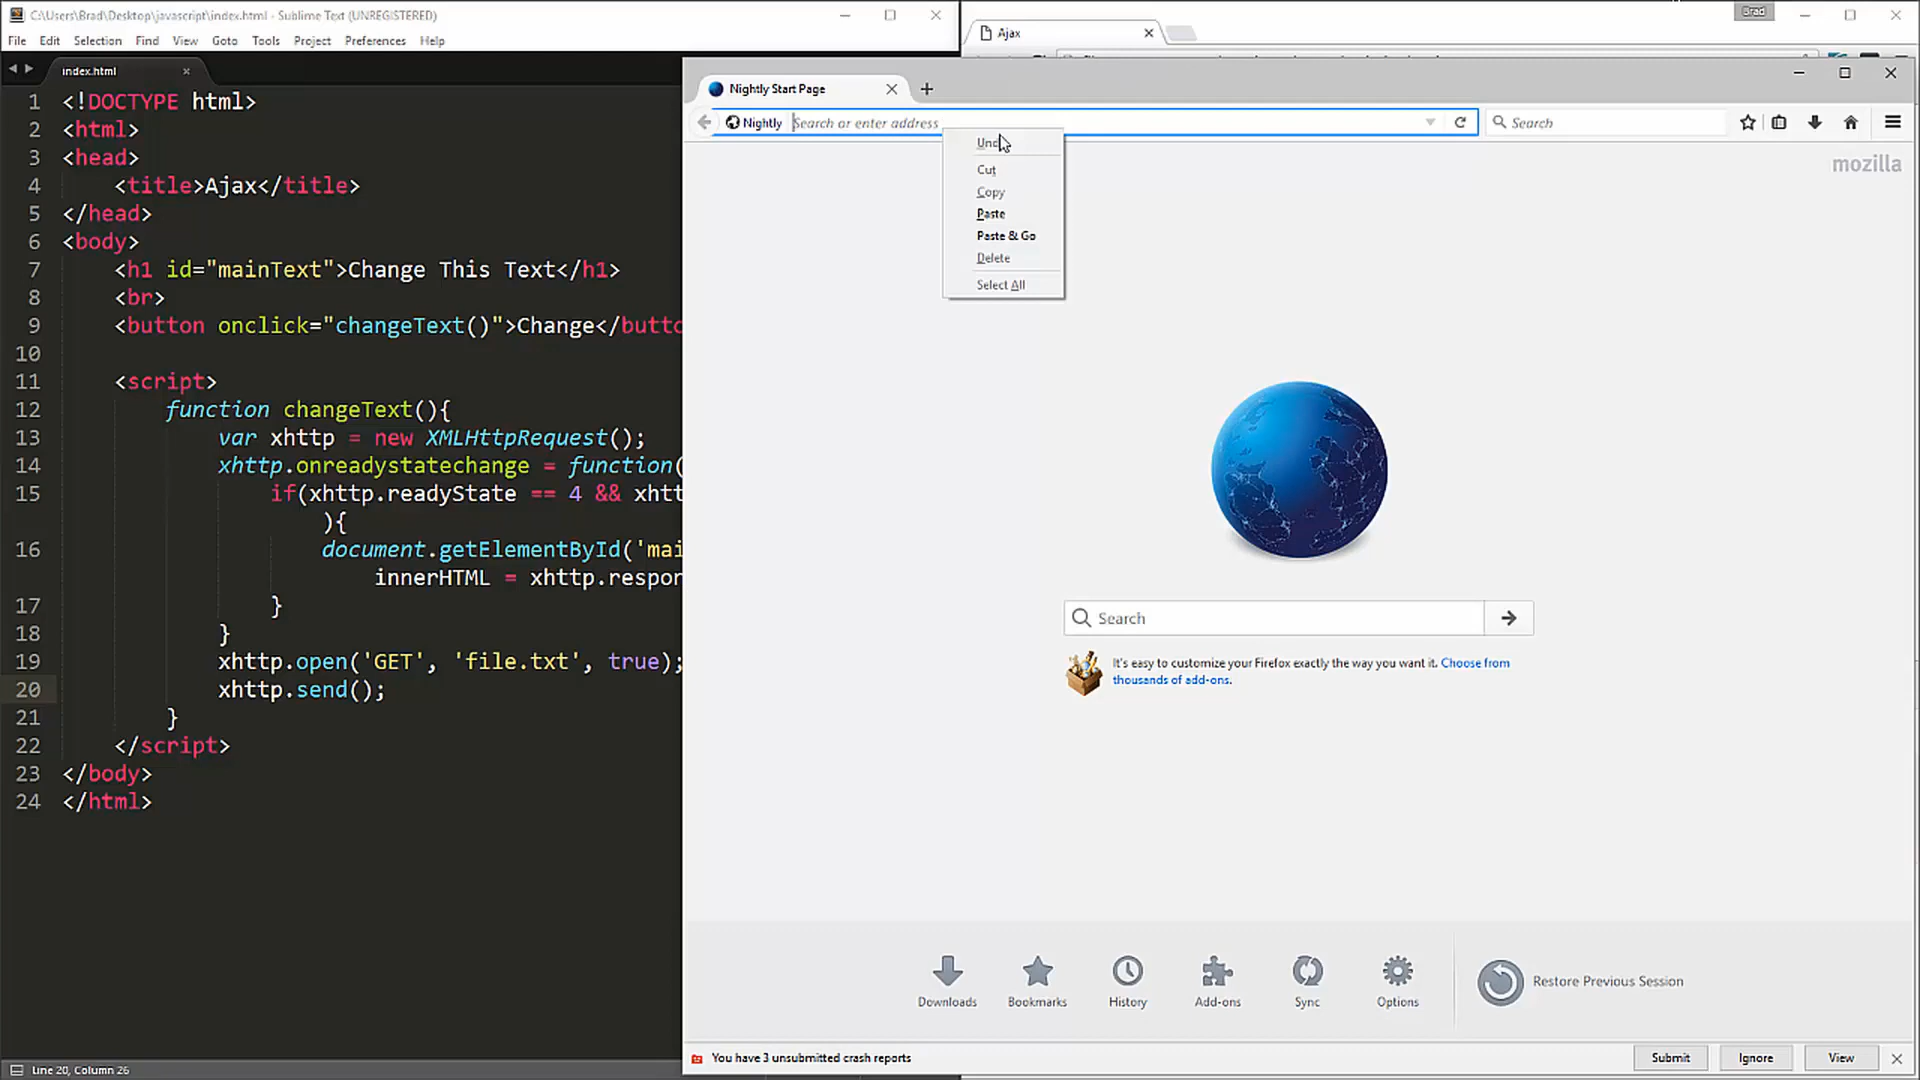 C:\Users\Brad\Desktop\javascript\index.html - Sublime Text (UNREGISTERED)
File Edit Selection Find View Goto Tools Project Preferences Help
index.html
1 <!DOCTYPE html>
2 <html>
3 <head>
4 <title>Ajax</title>
5 </head>
6 <body>
7 <h1 id="mainText">Change This Text</h1>
8 <br>
9 <button onclick="changeText()">Change</butto
10
11 <script>
12 function changeText(){
13 var xhttp = new XMLHttpRequest();
14 xhttp.onreadystatechange = function(
15 if(xhttp.readyState == 4 && xhtt
){
16 document.getElementById('mai
innerHTML = xhttp.respon
17 }
18 }
19 xhttp.open('GET', 'file.txt', true);
20 xhttp.send();
21 }
22 </script>
23 </body>
24 </html>
Line 20, Column 26
Ajax
Brad
Nightly Start Page
Nightly
Search or enter address
Search
Cut
Copy
Paste
Paste & Go
Delete
Select All
mozilla
Search
It's easy to customize your Firefox exactly the way you want it. Choose from
thousands of add-ons.
Downloads Bookmarks History Add-ons Sync Options Restore Previous Session
You have 3 unsubmitted crash reports
Submit Ignore View